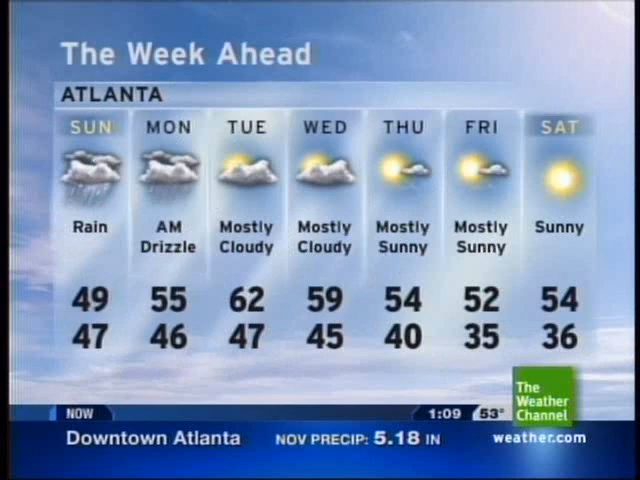 The Week Ahead
ATLANTA
SUN MON TUE WED THU FRI SAT
Rain AM Drizzle Mostly Cloudy Mostly Cloudy Mostly Sunny Mostly Sunny Sunny
49 55 62 59 54 52 54
47 46 47 45 40 35 36
The Weather Channel
NOW 1:09 53°
Downtown Atlanta NOV PRECIP: 5.18 IN weather.com